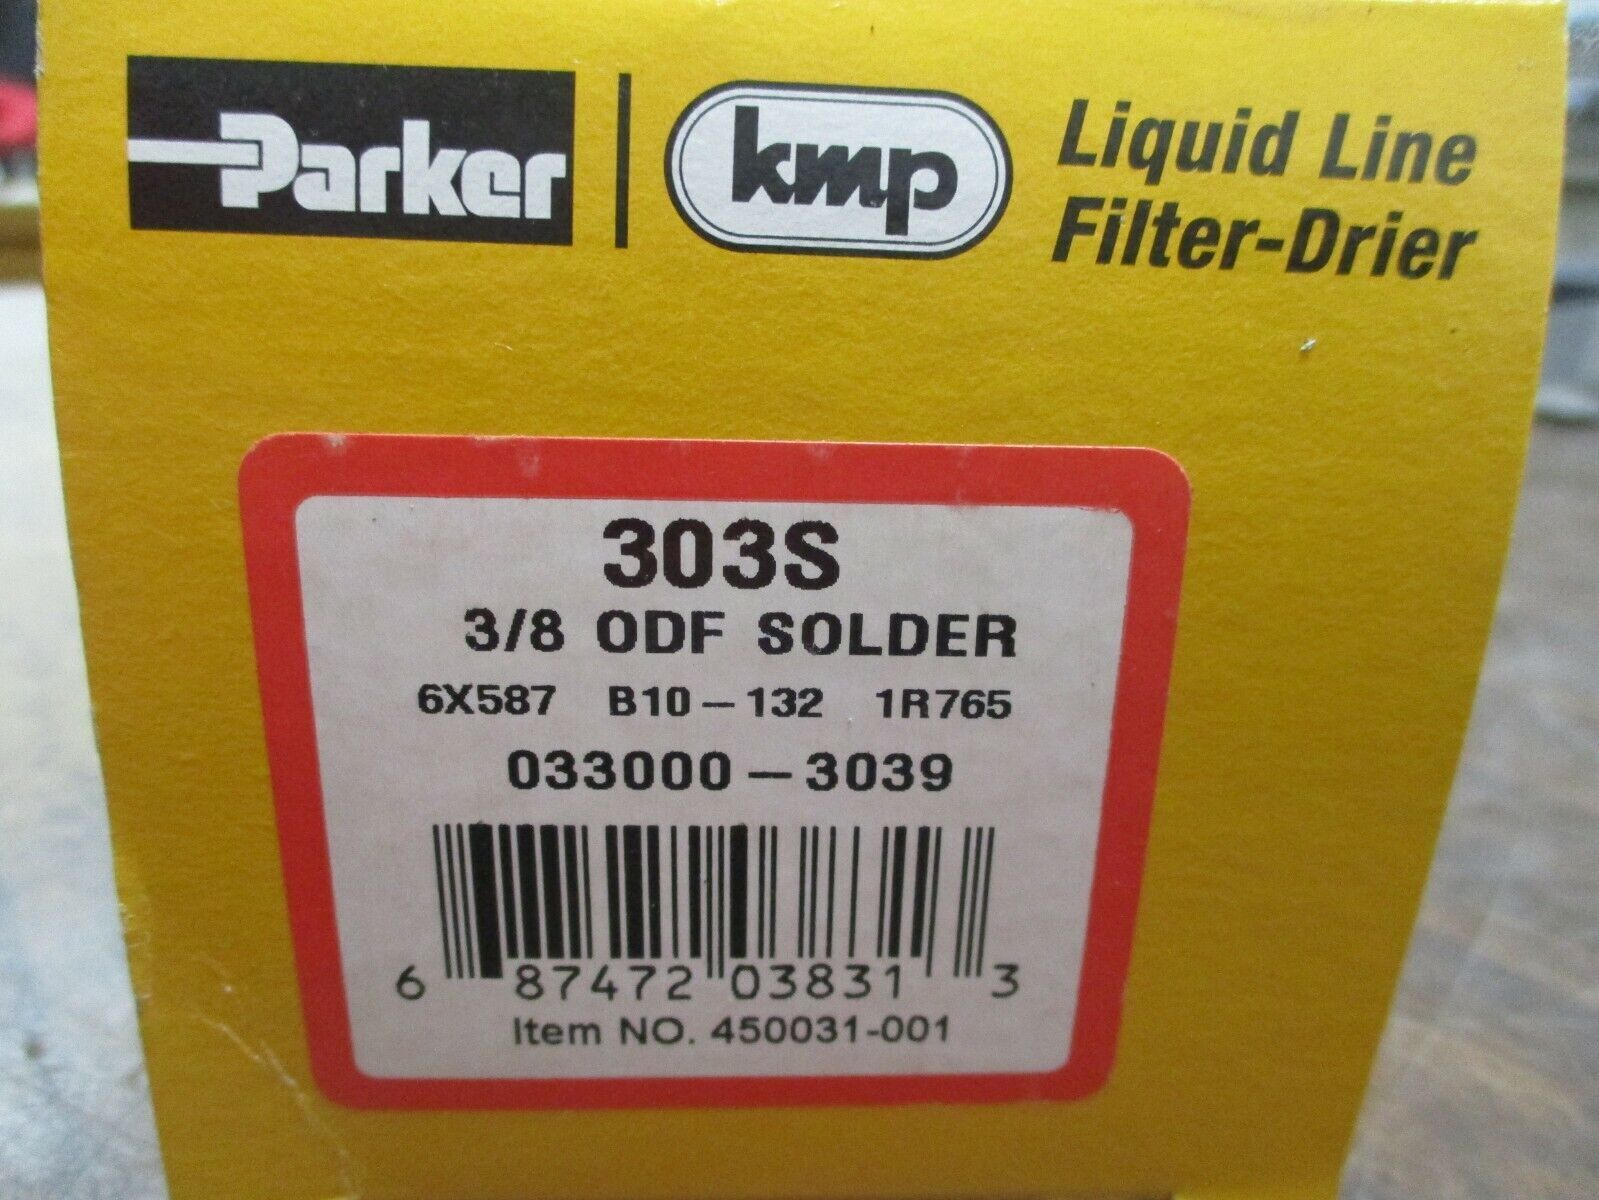 Parker kmp Liquid Line
Filter-Drier
303S
3/8 ODF SOLDER
6X587 B10-132 1R765
033000-3039
6 87472 03831 3
Item NO. 450031-001